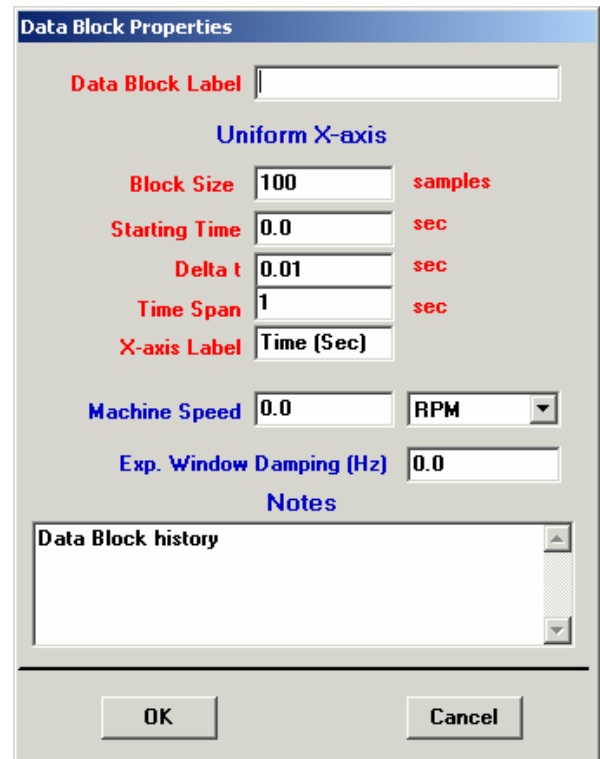 Data Block Properties
Data Block Label
Uniform X-axis
Block Size 100 samples
Starting Time 0.0 sec
Delta t 0.01 sec
Time Span 1 sec
X-axis Label Time (Sec)
Machine Speed 0.0 RPM
Exp. Window Damping (Hz) 0.0
Notes
Data Block history
OK Cancel